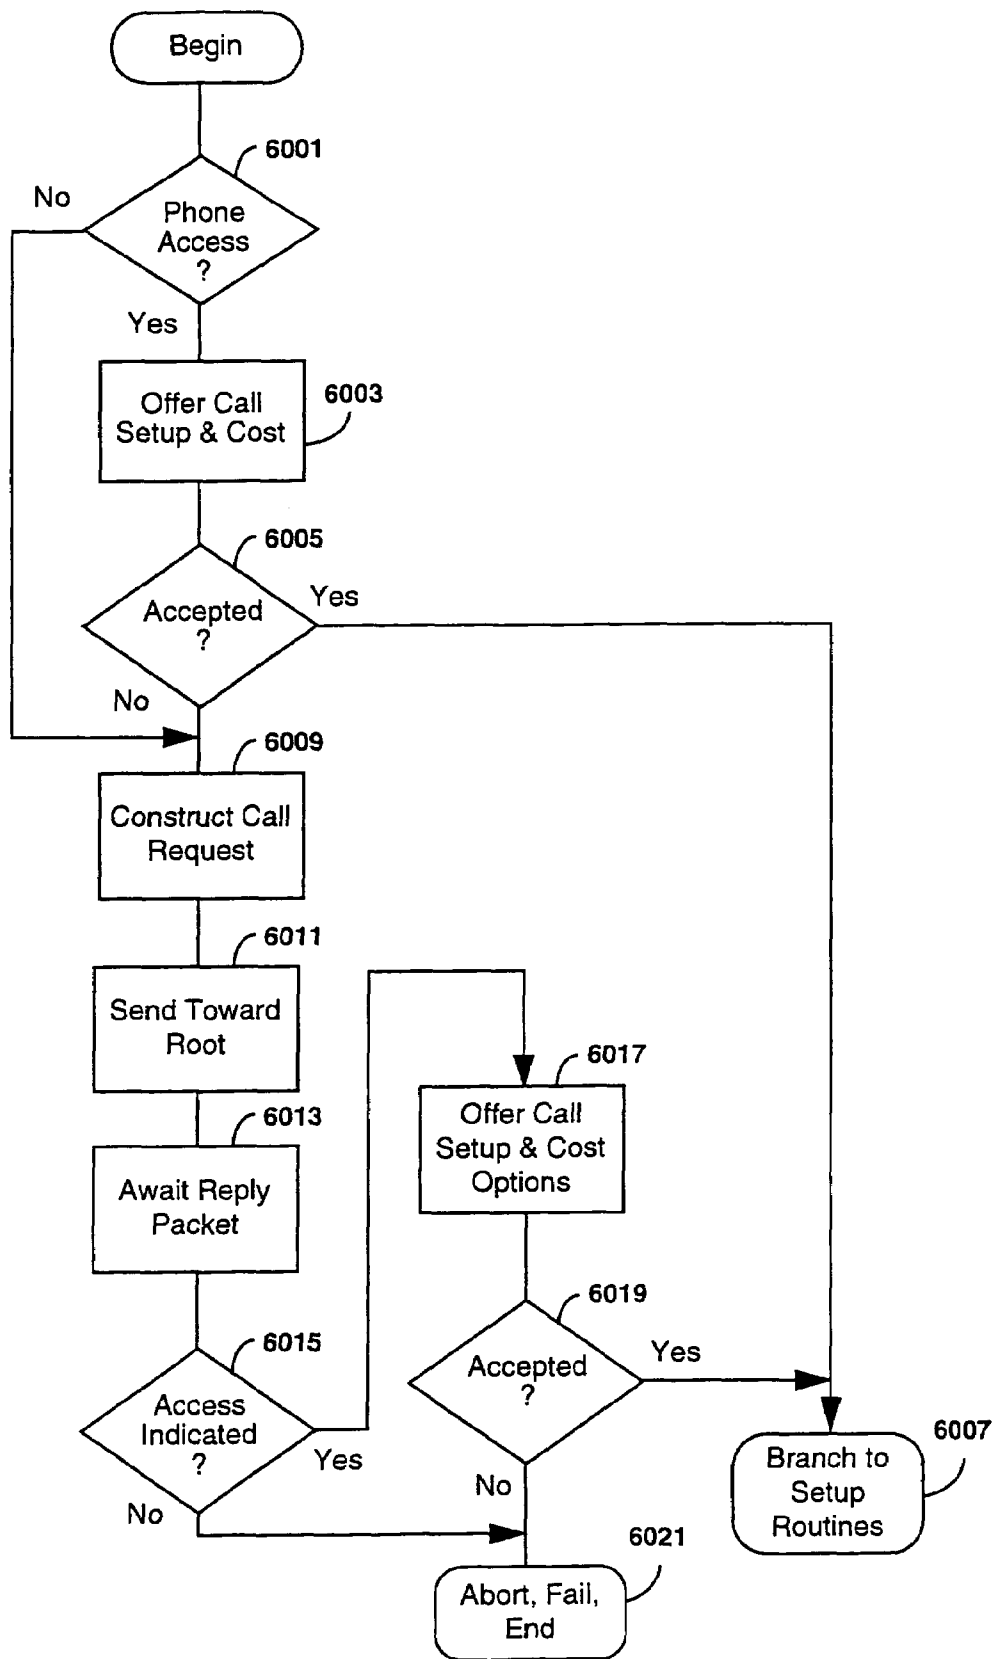 Begin
6001
No
Phone
Access
?
Yes
Offer Call
Setup & Cost
6003
6005
Accepted
?
Yes
No
6009
Construct Call
Request
6011
Send Toward
Root
6013
Await Reply
Packet
6015
Access
Indicated
?
Yes
No
6017
Offer Call
Setup & Cost
Options
6019
Accepted
?
Yes
No
6007
Branch to
Setup
Routines
6021
Abort, Fail,
End